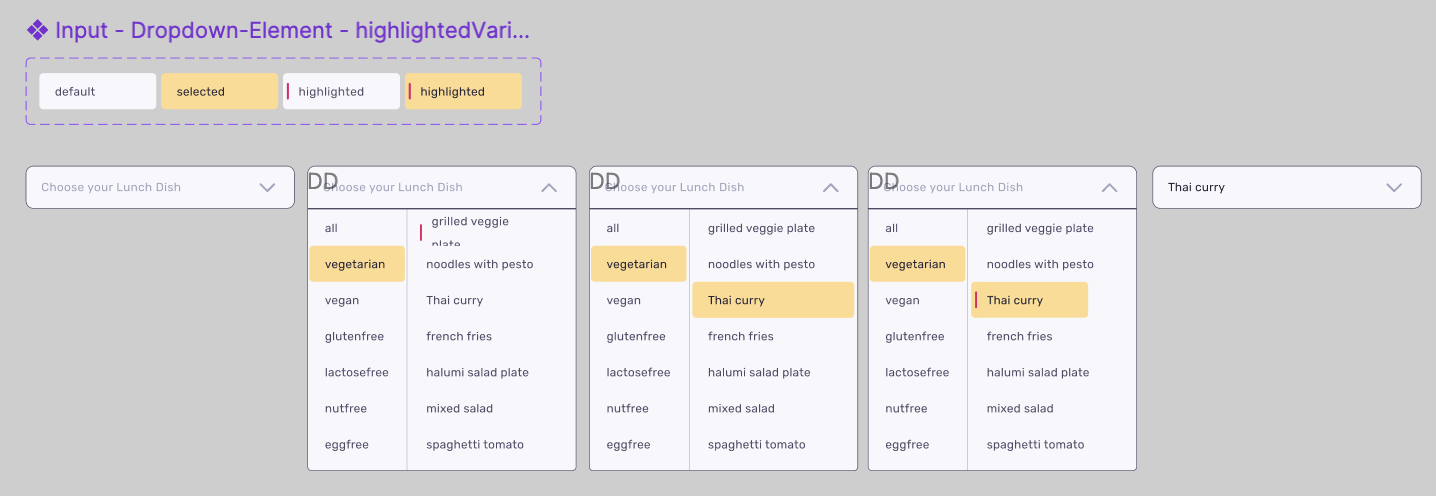 Input - Dropdown-Element - highlightedVari...
default
selected
highlighted
highlighted
Choose your Lunch Dish
DD
Choose your Lunch Dish
all
vegetarian
vegan
glutenfree
lactosefree
nutfree
eggfree
grilled veggie
plate
noodles with pesto
Thai curry
french fries
halumi salad plate
mixed salad
spaghetti tomato
DD
Choose your Lunch Dish
all
vegetarian
vegan
glutenfree
lactosefree
nutfree
eggfree
grilled veggie plate
noodles with pesto
Thai curry
french fries
halumi salad plate
mixed salad
spaghetti tomato
DD
Choose your Lunch Dish
all
vegetarian
vegan
glutenfree
lactosefree
nutfree
eggfree
grilled veggie plate
noodles with pesto
Thai curry
french fries
halumi salad plate
mixed salad
spaghetti tomato
Thai curry